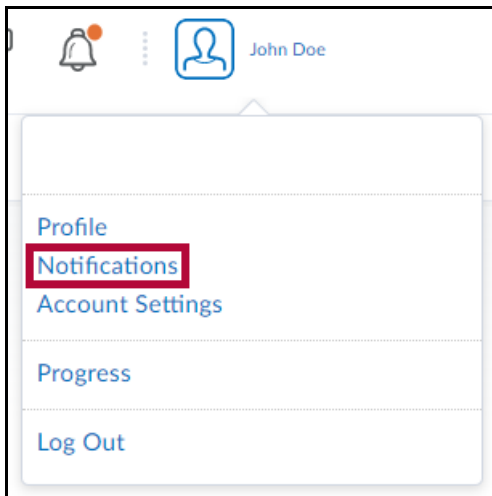 John Doe
Profile
Notifications
Account Settings
Progress
Log Out